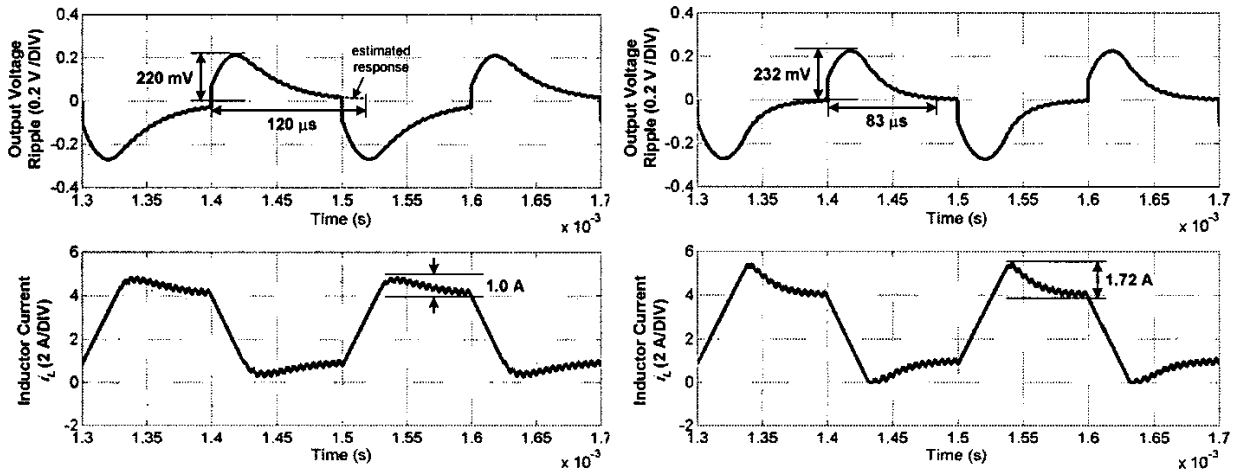 0.4
0.2
0
-0.2
-0.4
Output Voltage
Ripple (0.2 V /DIV)
220 mV
estimated
response
120 µs
1.3 1.35 1.4 1.45 1.5 1.55 1.6 1.65 1.7
Time (s)
x 10⁻³
0.4
0.2
0
-0.2
-0.4
Output Voltage
Ripple (0.2 V /DIV)
232 mV
83 µs
1.3 1.35 1.4 1.45 1.5 1.55 1.6 1.65 1.7
Time (s)
x 10⁻³
6
4
2
0
-2
Inductor Current
iL (2 A/DIV)
1.0 A
1.3 1.35 1.4 1.45 1.5 1.55 1.6 1.65 1.7
Time (s)
x 10⁻³
6
4
2
0
-2
Inductor Current
iL (2 A/DIV)
1.72 A
1.3 1.35 1.4 1.45 1.5 1.55 1.6 1.65 1.7
Time (s)
x 10⁻³